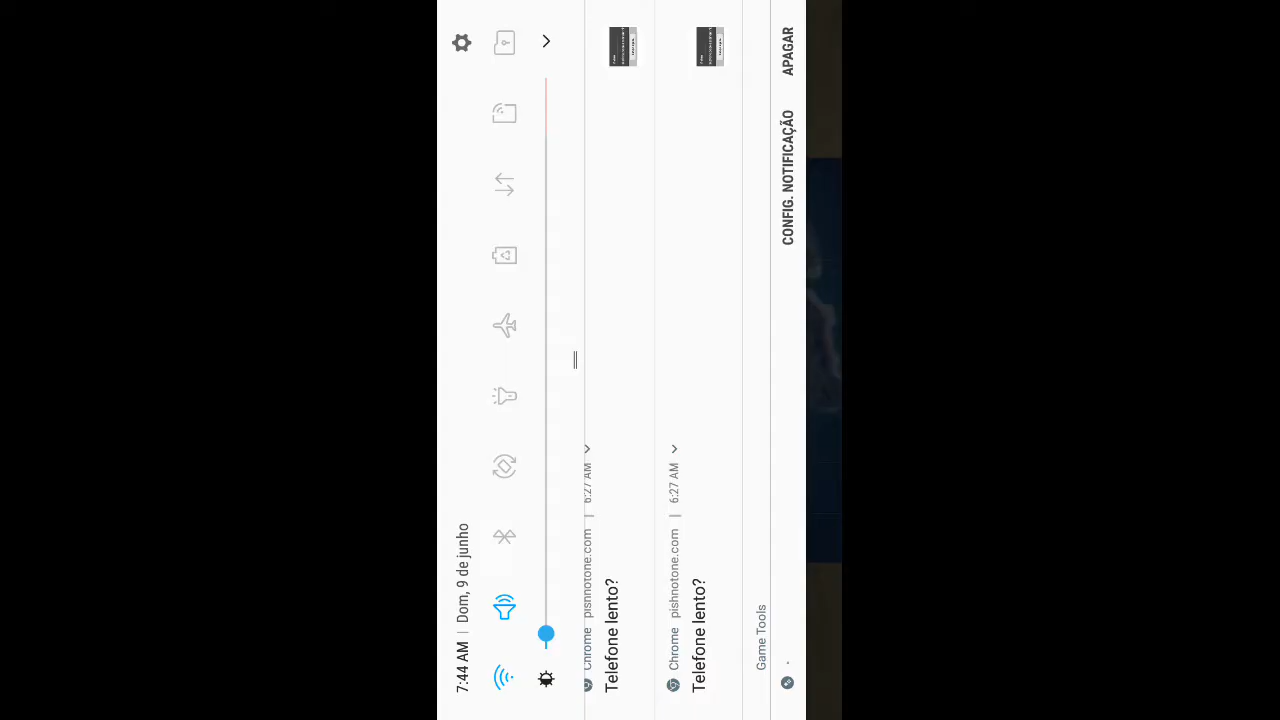 7:44 AM | Dom, 9 de junho
Chrome pishnotone.com | 6:27 AM
Telefone lento?
Chrome pishnotone.com | 6:27 AM
Telefone lento?
Game Tools
CONFIG. NOTIFICAÇÃO APAGAR